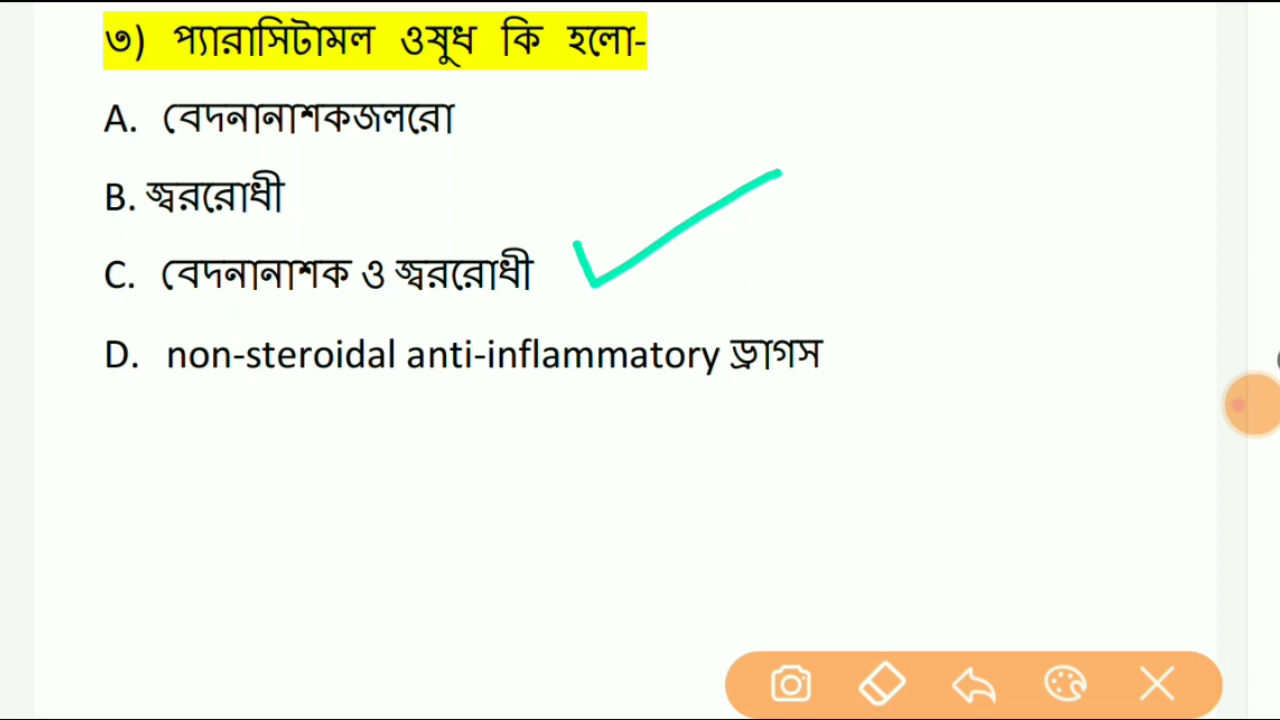 ৩) প্যারাসিটামল ওষুধ কি হলো-
A. বেদনানাশকজলরো
B. জ্বররোধী
C. বেদনানাশক ও জ্বররোধী
D. non-steroidal anti-inflammatory ড্রাগস